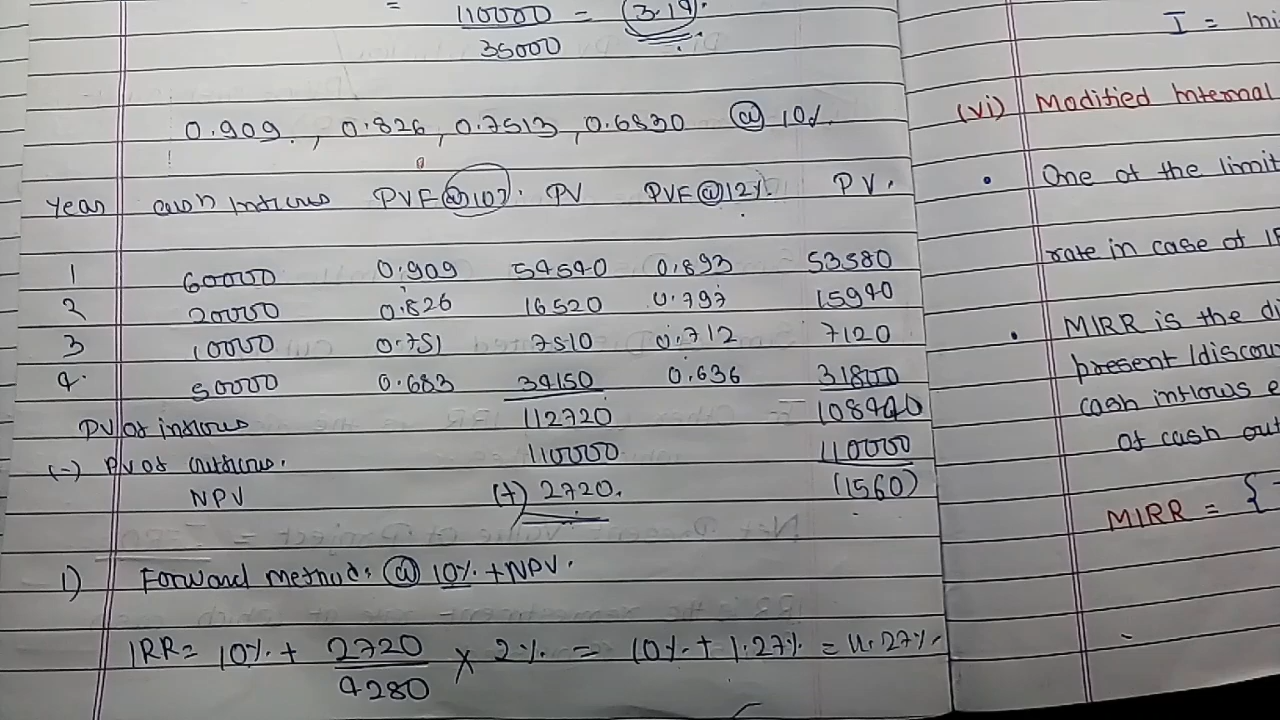 =
110000 = (3.14).
35000
0.909, 0.826, 0.7513, 0.6830 @ 10%.
Year cash inflows PVF@10%. PV PVF@12%. PV.
1 60000 0.909 54540 0.893 53580
2 20000 0.826 16520 0.797 15940
3 10000 0.751 7510 0.712 7120
4. 50000 0.683 34150 0.636 31800
PV of inflows 112720 108440
(-) PV of outflows. 110000 110000
NPV (+) 2720. (1560)
1) Forward method: @ 10% +NPV.
IRR = 10% + 2720 × 2% = 10% + 1.27% = 11.27%.
4280
I =
(vi) Modified Internal
• One of the limit
rate in case of IR
• MIRR is the di
present / discou
cash inflows e
of cash out
MIRR = {